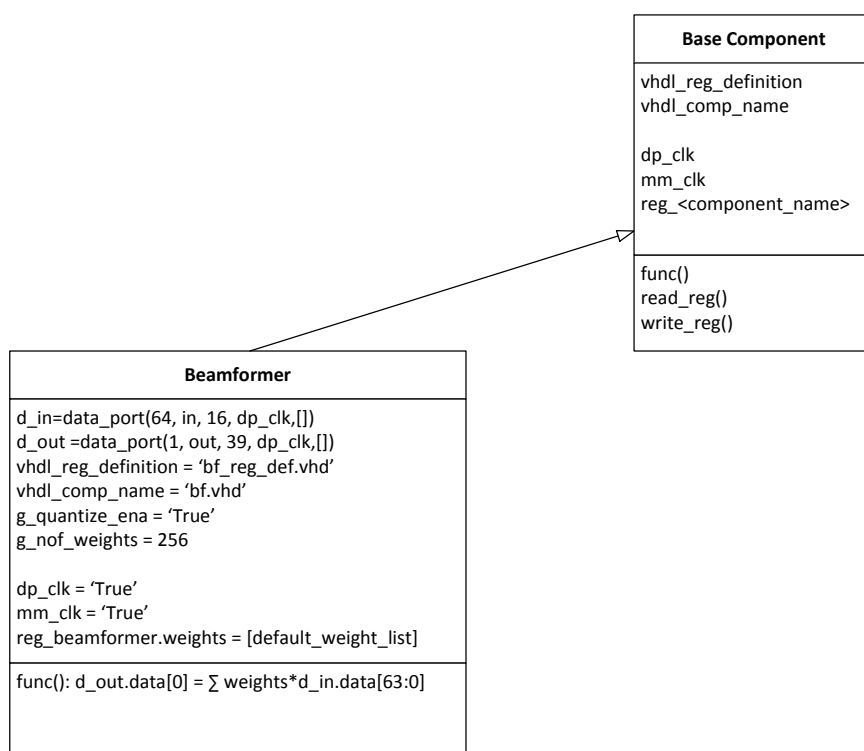 Base Component
vhdl_reg_definition
vhdl_comp_name
dp_clk
mm_clk
reg_<component_name>
func()
read_reg()
write_reg()
Beamformer
d_in=data_port(64, in, 16, dp_clk,[])
d_out =data_port(1, out, 39, dp_clk,[])
vhdl_reg_definition = ‘bf_reg_def.vhd’
vhdl_comp_name = ‘bf.vhd’
g_quantize_ena = ‘True’
g_nof_weights = 256
dp_clk = ‘True’
mm_clk = ‘True’
reg_beamformer.weights = [default_weight_list]
func(): d_out.data[0] = ∑ weights*d_in.data[63:0]